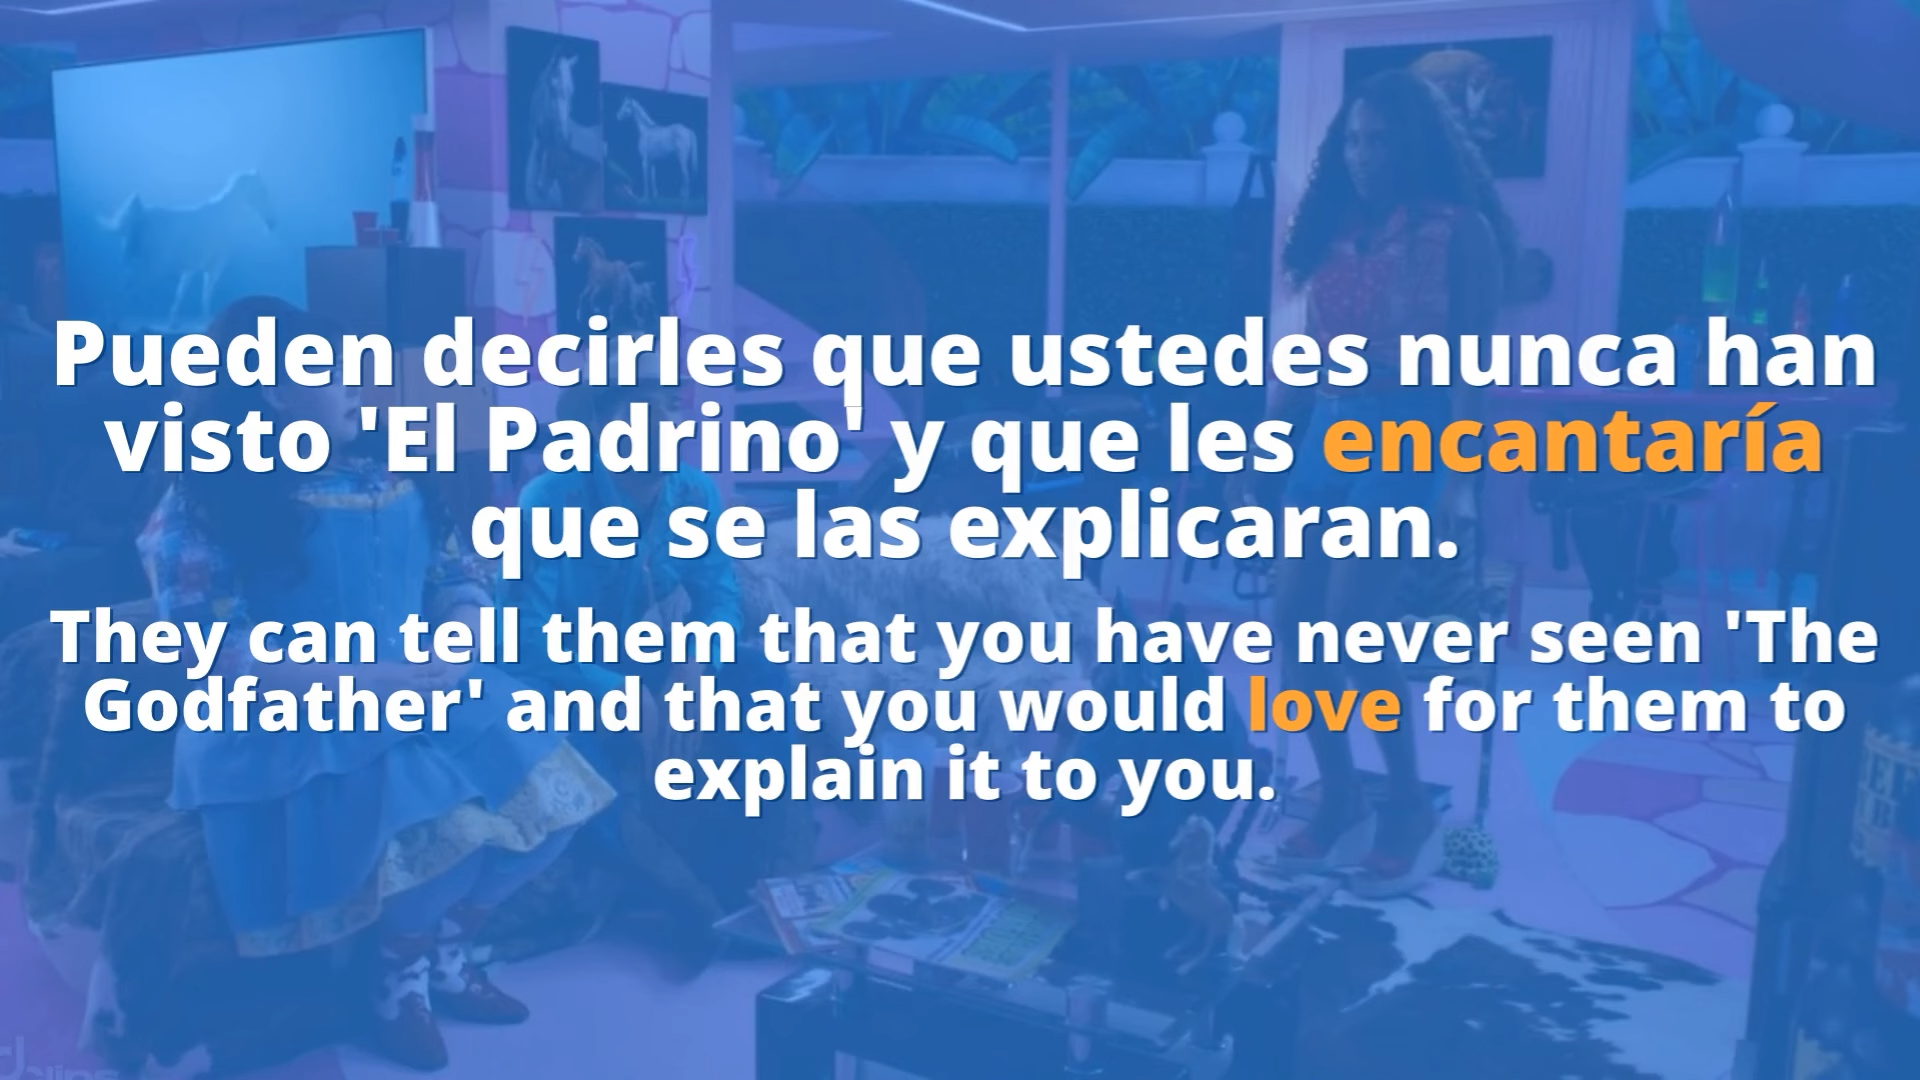 Pueden decirles que ustedes nunca han
visto 'El Padrino' y que les encantaría
que se las explicaran.
They can tell them that you have never seen 'The
Godfather' and that you would love for them to
explain it to you.